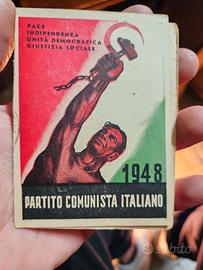 PACE
INDIPENDENZA
UNITÀ DEMOCRATICA
GIUSTIZIA SOCIALE
1948
PARTITO COMUNISTA ITALIANO
subito